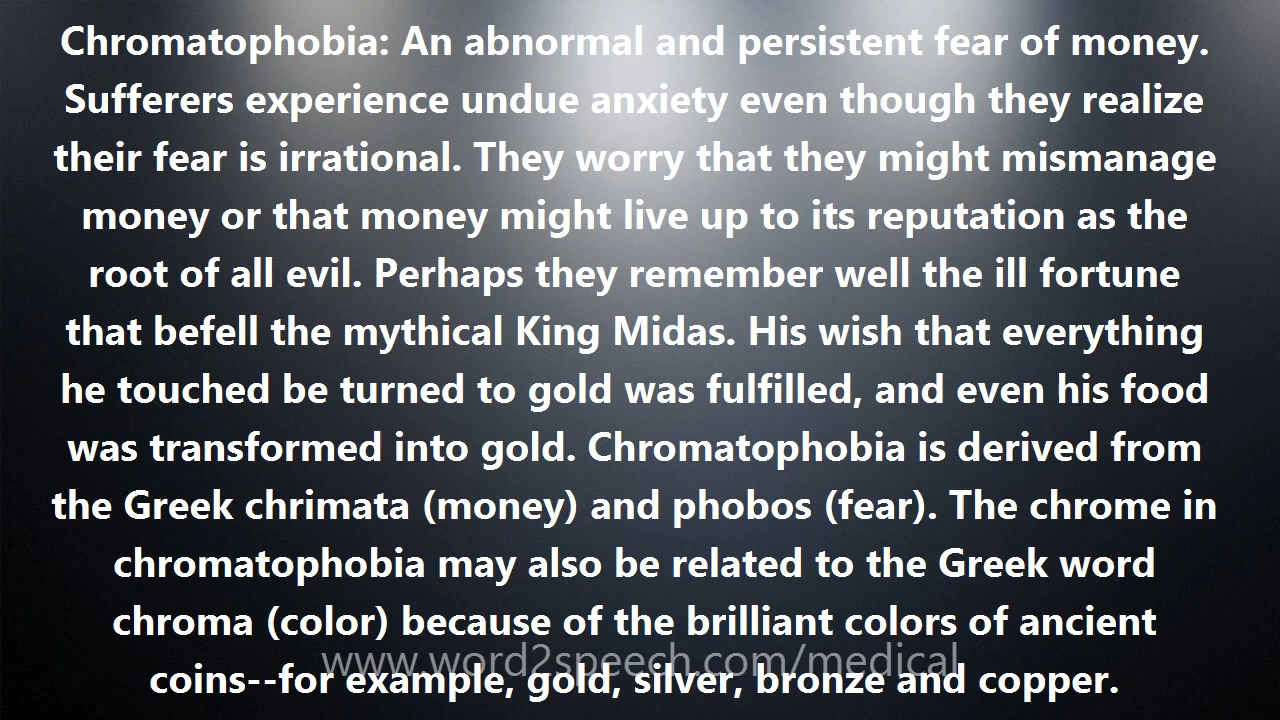 Chromatophobia: An abnormal and persistent fear of money.
Sufferers experience undue anxiety even though they realize
their fear is irrational. They worry that they might mismanage
money or that money might live up to its reputation as the
root of all evil. Perhaps they remember well the ill fortune
that befell the mythical King Midas. His wish that everything
he touched be turned to gold was fulfilled, and even his food
was transformed into gold. Chromatophobia is derived from
the Greek chrimata (money) and phobos (fear). The chrome in
chromatophobia may also be related to the Greek word
chroma (color) because of the brilliant colors of ancient
www.word2speech.com/medical
coins--for example, gold, silver, bronze and copper.